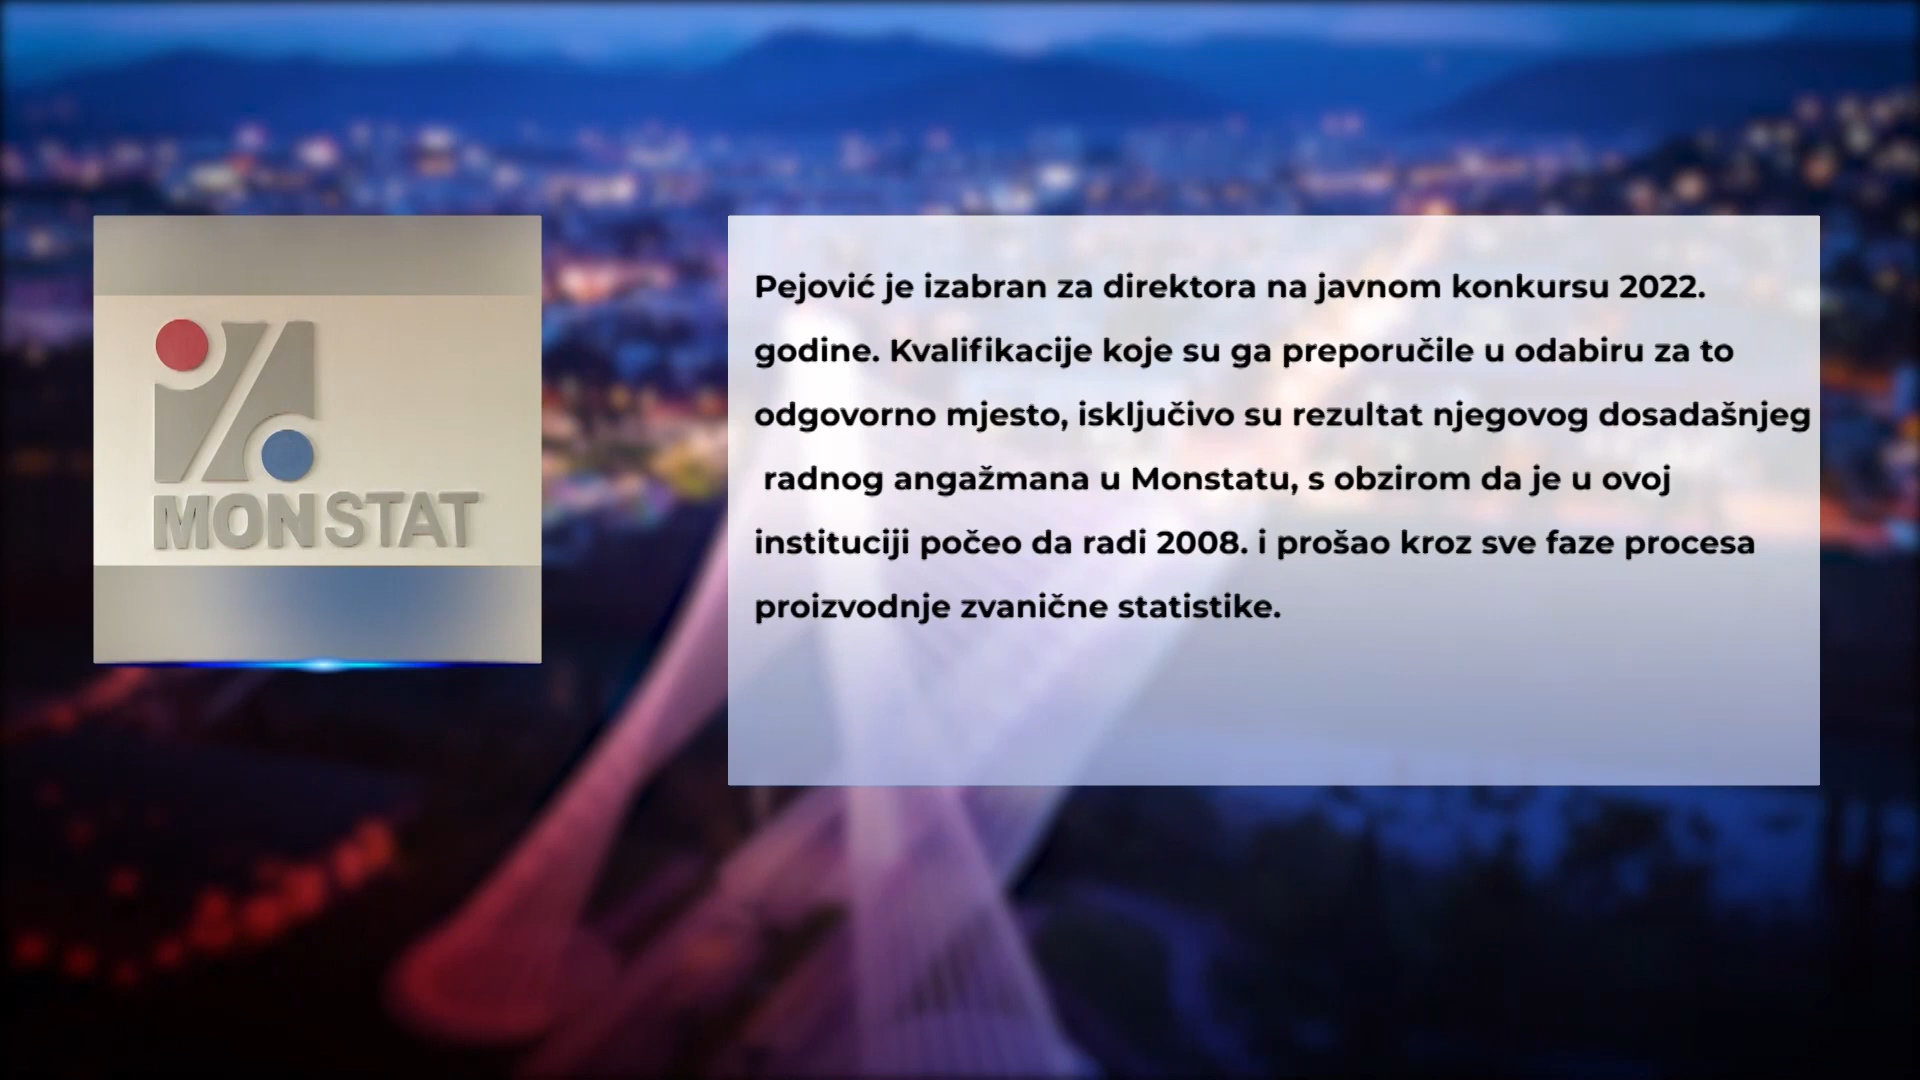 MONSTAT
Pejović je izabran za direktora na javnom konkursu 2022.
godine. Kvalifikacije koje su ga preporučile u odabiru za to
odgovorno mjesto, isključivo su rezultat njegovog dosadašnjeg
radnog angažmana u Monstatu, s obzirom da je u ovoj
instituciji počeo da radi 2008. i prošao kroz sve faze procesa
proizvodnje zvanične statistike.